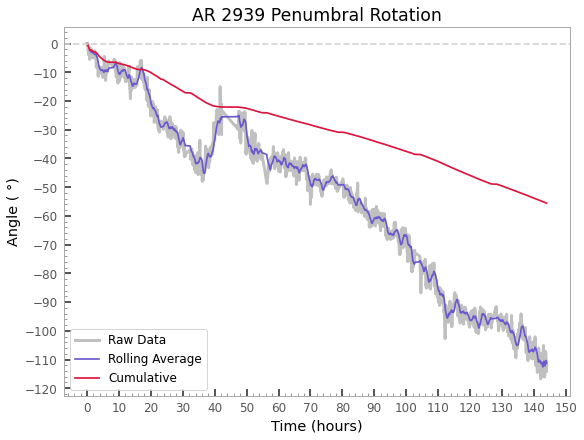 AR 2939 Penumbral Rotation
0
−10
−20
−30
−40
−50
−60
−70
−80
−90
−100
−110
−120
Angle ( °)
Raw Data
Rolling Average
Cumulative
0 10 20 30 40 50 60 70 80 90 100 110 120 130 140 150
Time (hours)